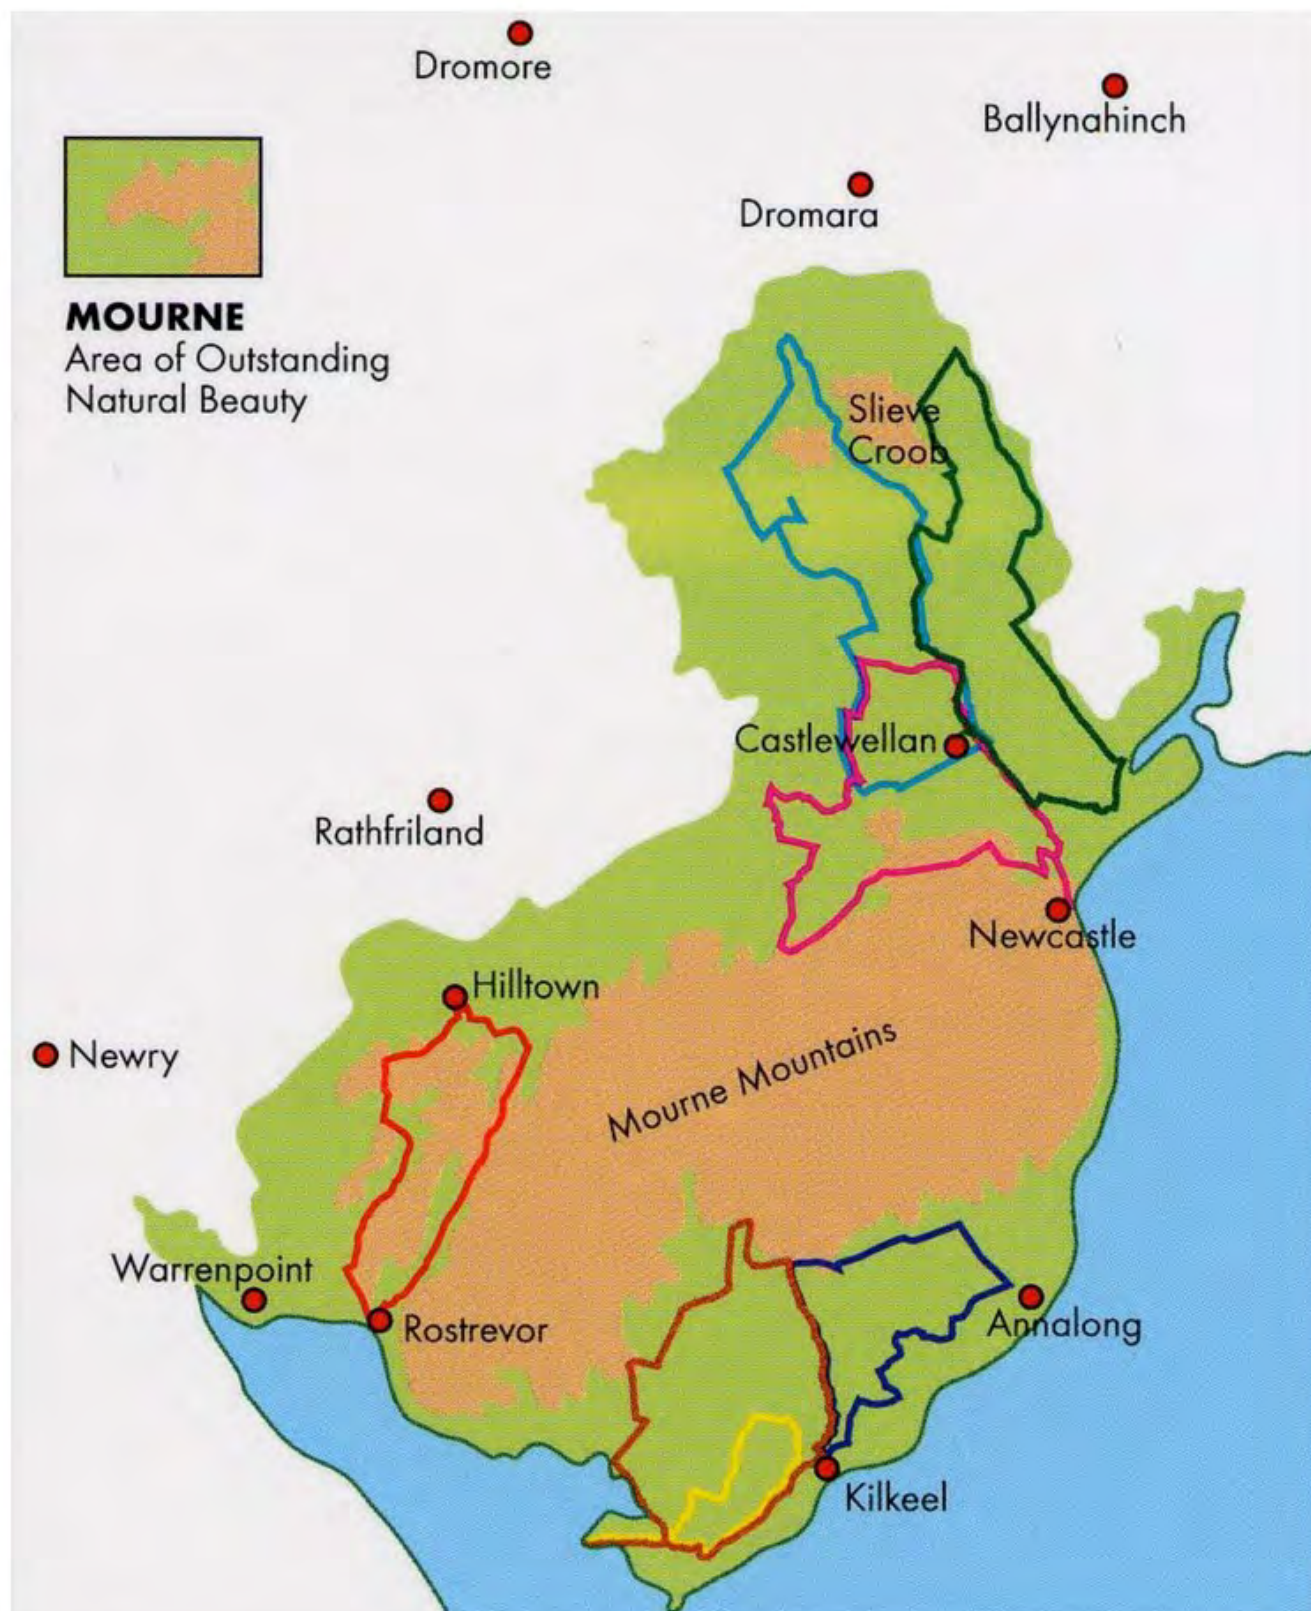 Dromore
Ballynahinch
Dromara
MOURNE
Area of Outstanding
Natural Beauty
Slieve
Croob
Castlewellan
Rathfriland
Newcastle
Hilltown
Newry
Mourne Mountains
Warrenpoint
Rostrevor
Annalong
Kilkeel